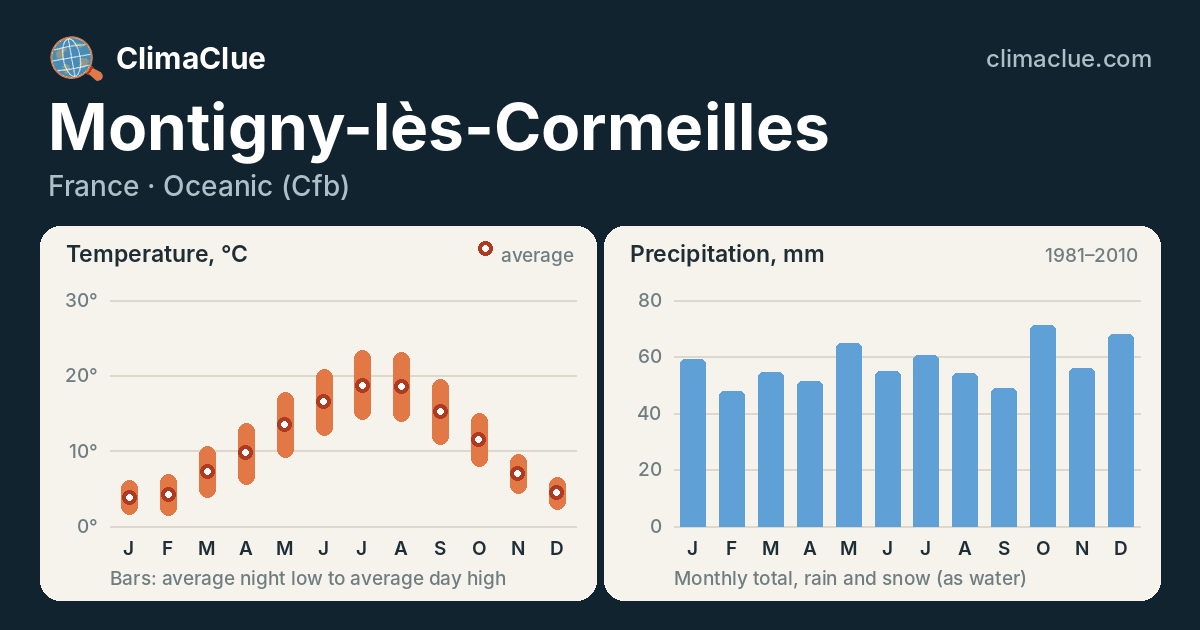 ClimaClue
climaclue.com
Montigny-lès-Cormeilles
France · Oceanic (Cfb)
Temperature, °C
average
30°
20°
10°
0°
J F M A M J J A S O N D
Bars: average night low to average day high
Precipitation, mm
1981–2010
80
60
40
20
0
J F M A M J J A S O N D
Monthly total, rain and snow (as water)